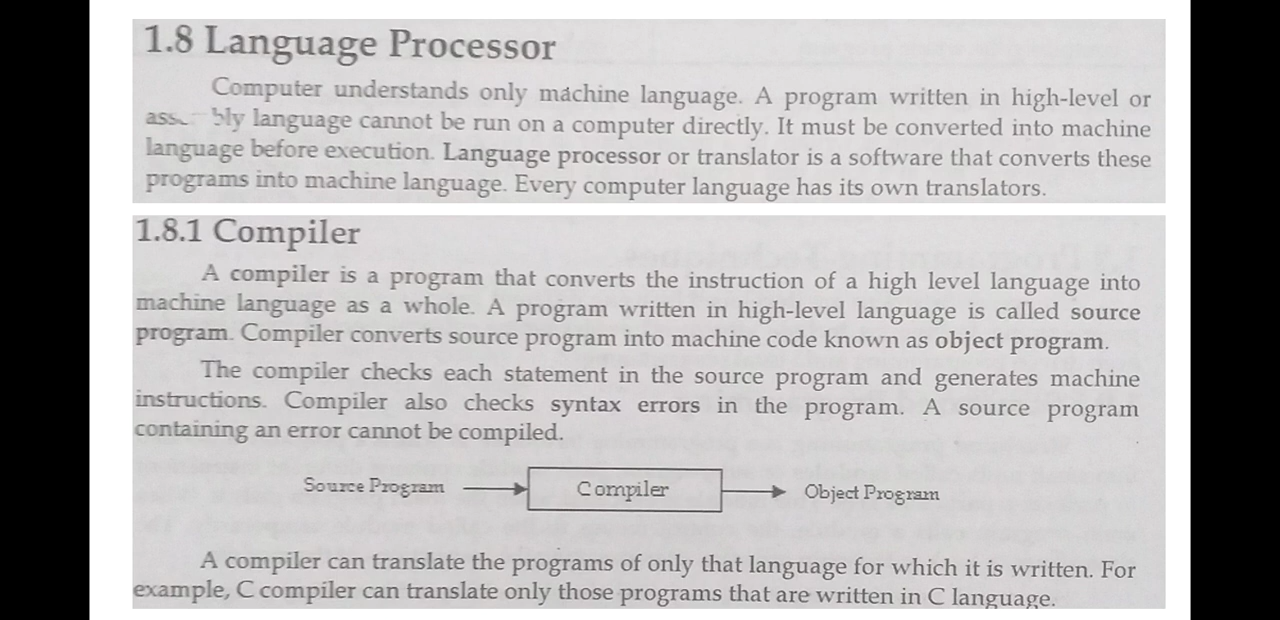 1.8 Language Processor
Computer understands only machine language. A program written in high-level or
bly language cannot be run on a computer directly. It must be converted into machine
language before execution. Language processor or translator is a software that converts these
programs into machine language. Every computer language has its own translators.
1.8.1 Compiler
A compiler is a program that converts the instruction of a high level language into
machine language as a whole. A program written in high-level language is called source
program. Compiler converts source program into machine code known as object program.
The compiler checks each statement in the source program and generates machine
instructions. Compiler also checks syntax errors in the program. A source program
containing an error cannot be compiled.
Source Program Compiler Object Program
A compiler can translate the programs of only that language for which it is written. For
example, C compiler can translate only those programs that are written in C language.